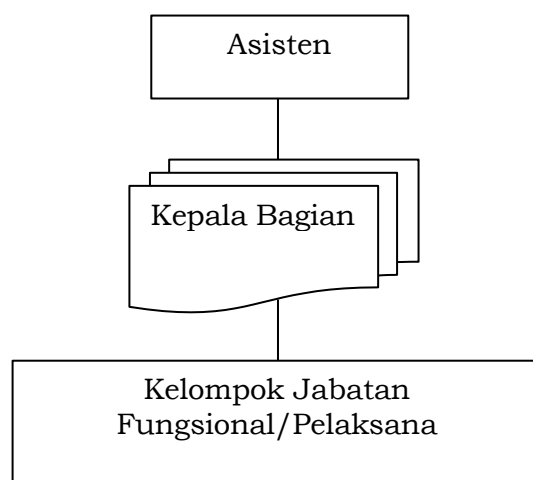 Asisten
Kepala Bagian
Kelompok Jabatan
Fungsional/Pelaksana